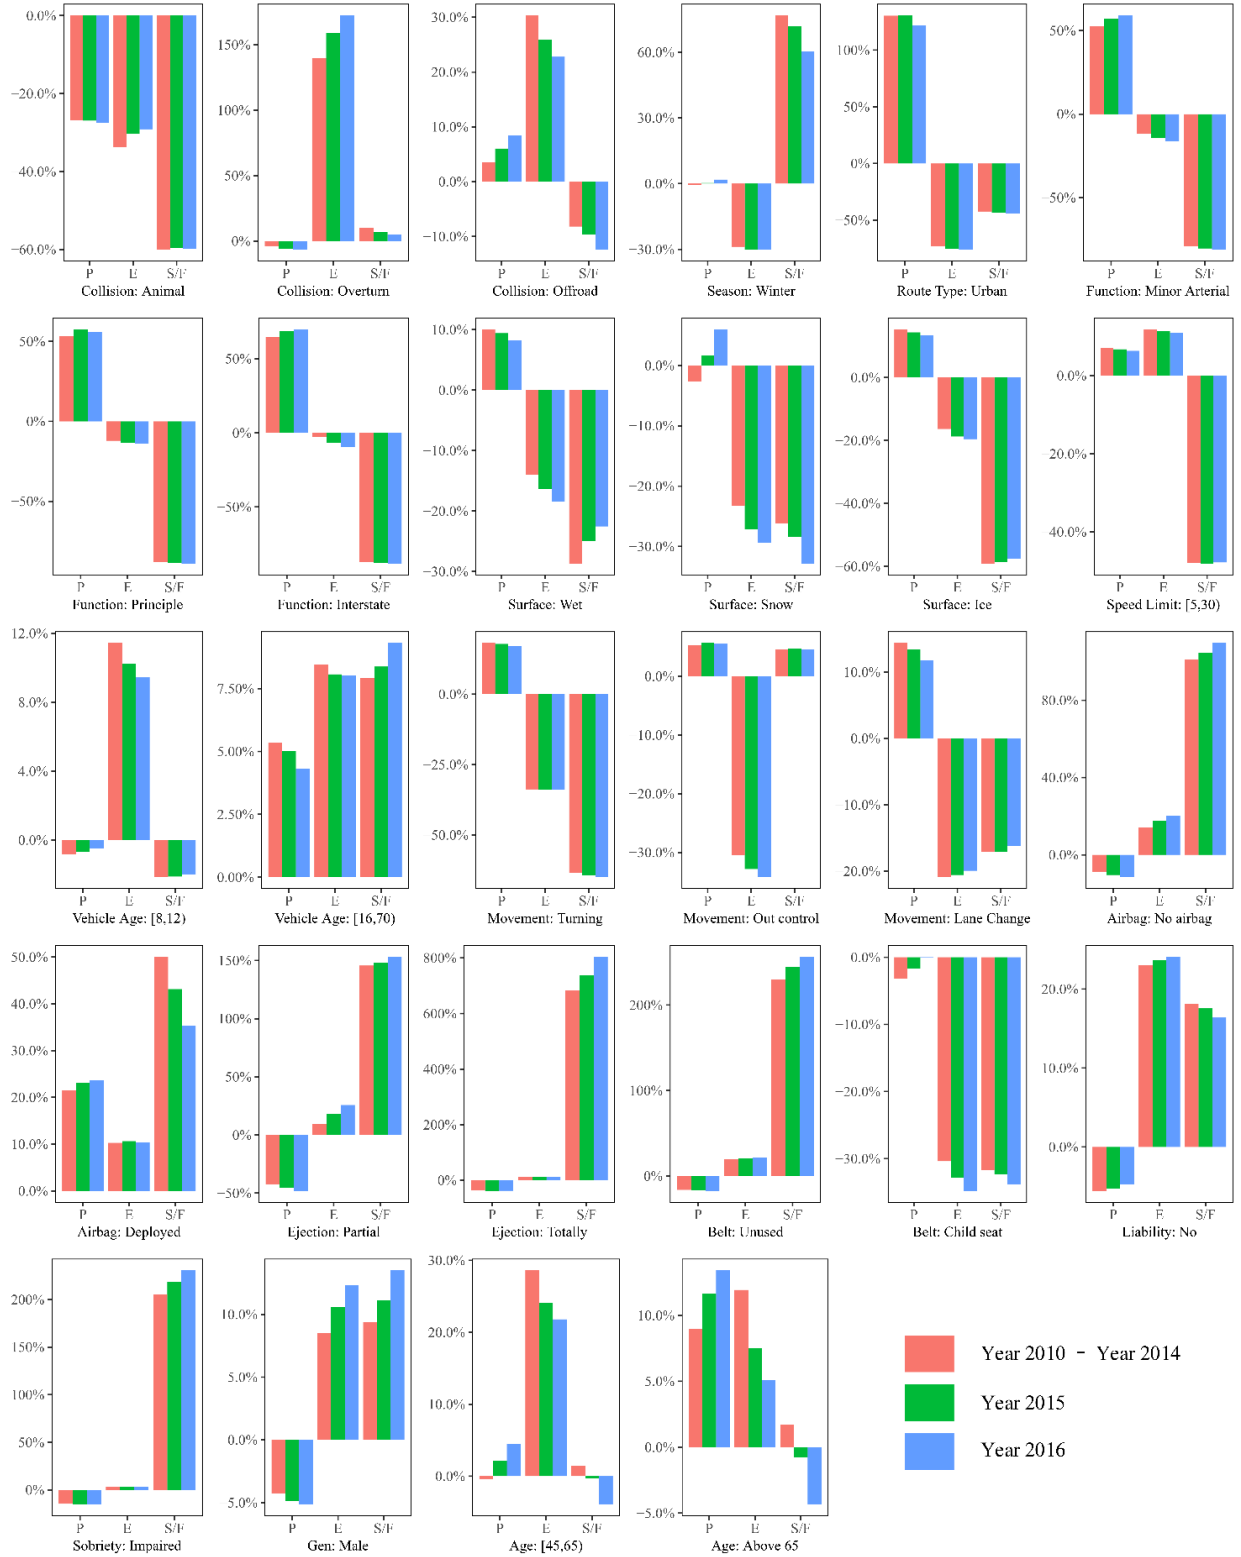 0.0%
−20.0%
−40.0%
−60.0%
P E S/F
Collision: Animal
150%
100%
50%
0%
P E S/F
Collision: Overturn
30.0%
20.0%
10.0%
0.0%
−10.0%
P E S/F
Collision: Offroad
60.0%
30.0%
0.0%
−30.0%
P E S/F
Season: Winter
100%
50%
0%
−50%
P E S/F
Route Type: Urban
50%
0%
−50%
P E S/F
Function: Minor Arterial
50%
0%
−50%
P E S/F
Function: Principle
50%
0%
−50%
P E S/F
Function: Interstate
10.0%
0.0%
−10.0%
−20.0%
−30.0%
P E S/F
Surface: Wet
0.0%
−10.0%
−20.0%
−30.0%
P E S/F
Surface: Snow
0.0%
−20.0%
−40.0%
−60.0%
P E S/F
Surface: Ice
0.0%
−20.0%
40.0%
P E S/F
Speed Limit: [5,30)
12.0%
8.0%
4.0%
0.0%
P E S/F
Vehicle Age: [8,12)
7.50%
5.00%
2.50%
0.00%
P E S/F
Vehicle Age: [16,70)
0.0%
−25.0%
50.0%
P E S/F
Movement: Turning
0.0%
10.0%
−20.0%
−30.0%
P E S/F
Movement: Out control
10.0%
0.0%
−10.0%
−20.0%
P E S/F
Movement: Lane Change
80.0%
40.0%
0.0%
P E S/F
Airbag: No airbag
50.0%
40.0%
30.0%
20.0%
10.0%
0.0%
P E S/F
Airbag: Deployed
150%
100%
50%
0%
−50%
P E S/F
Ejection: Partial
800%
600%
400%
200%
0%
P E S/F
Ejection: Totally
200%
100%
0%
P E S/F
Belt: Unused
0.0%
−10.0%
−20.0%
−30.0%
P E S/F
Belt: Child seat
20.0%
10.0%
0.0%
P E S/F
Liability: No
200%
150%
100%
50%
0%
P E S/F
Sobriety: Impaired
10.0%
5.0%
0.0%
−5.0%
P E S/F
Gen: Male
30.0%
20.0%
10.0%
0.0%
P E S/F
Age: [45,65)
10.0%
5.0%
0.0%
−5.0%
P E S/F
Age: Above 65
Year 2010 - Year 2014
Year 2015
Year 2016